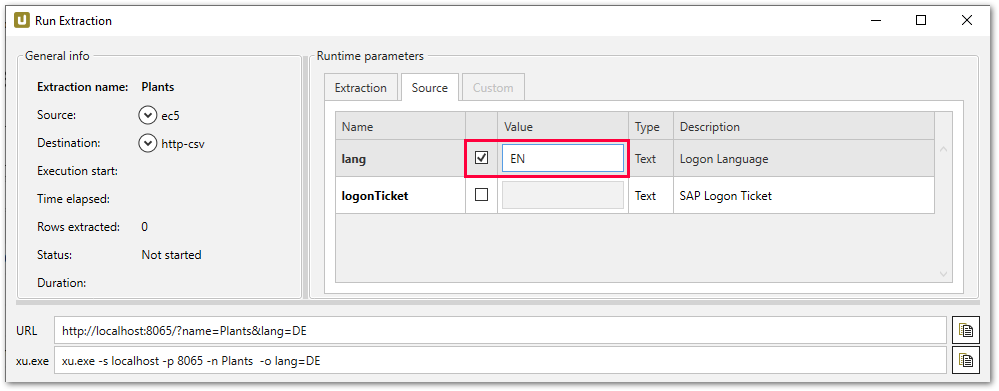 Run Extraction
General info
Extraction name: Plants
Source: ec5
Destination: http-csv
Execution start:
Time elapsed:
Rows extracted: 0
Status: Not started
Duration:
Runtime parameters
Extraction Source Custom
Name Value Type Description
lang EN Text Logon Language
logonTicket Text SAP Logon Ticket
URL http://localhost:8065/?name=Plants&lang=DE
xu.exe xu.exe -s localhost -p 8065 -n Plants  -o lang=DE